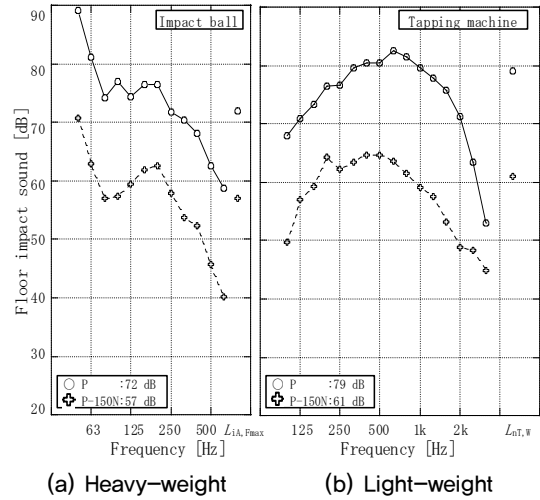 Impact ball
Tapping machine
Floor impact sound [dB]
90
80
70
60
50
40
30
20
P :72 dB
P-150N:57 dB
P :79 dB
P-150N:61 dB
63 125 250 500 LiA,Fmax
125 250 500 1k 2k LnT,W
Frequency [Hz]
Frequency [Hz]
(a) Heavy-weight
(b) Light-weight